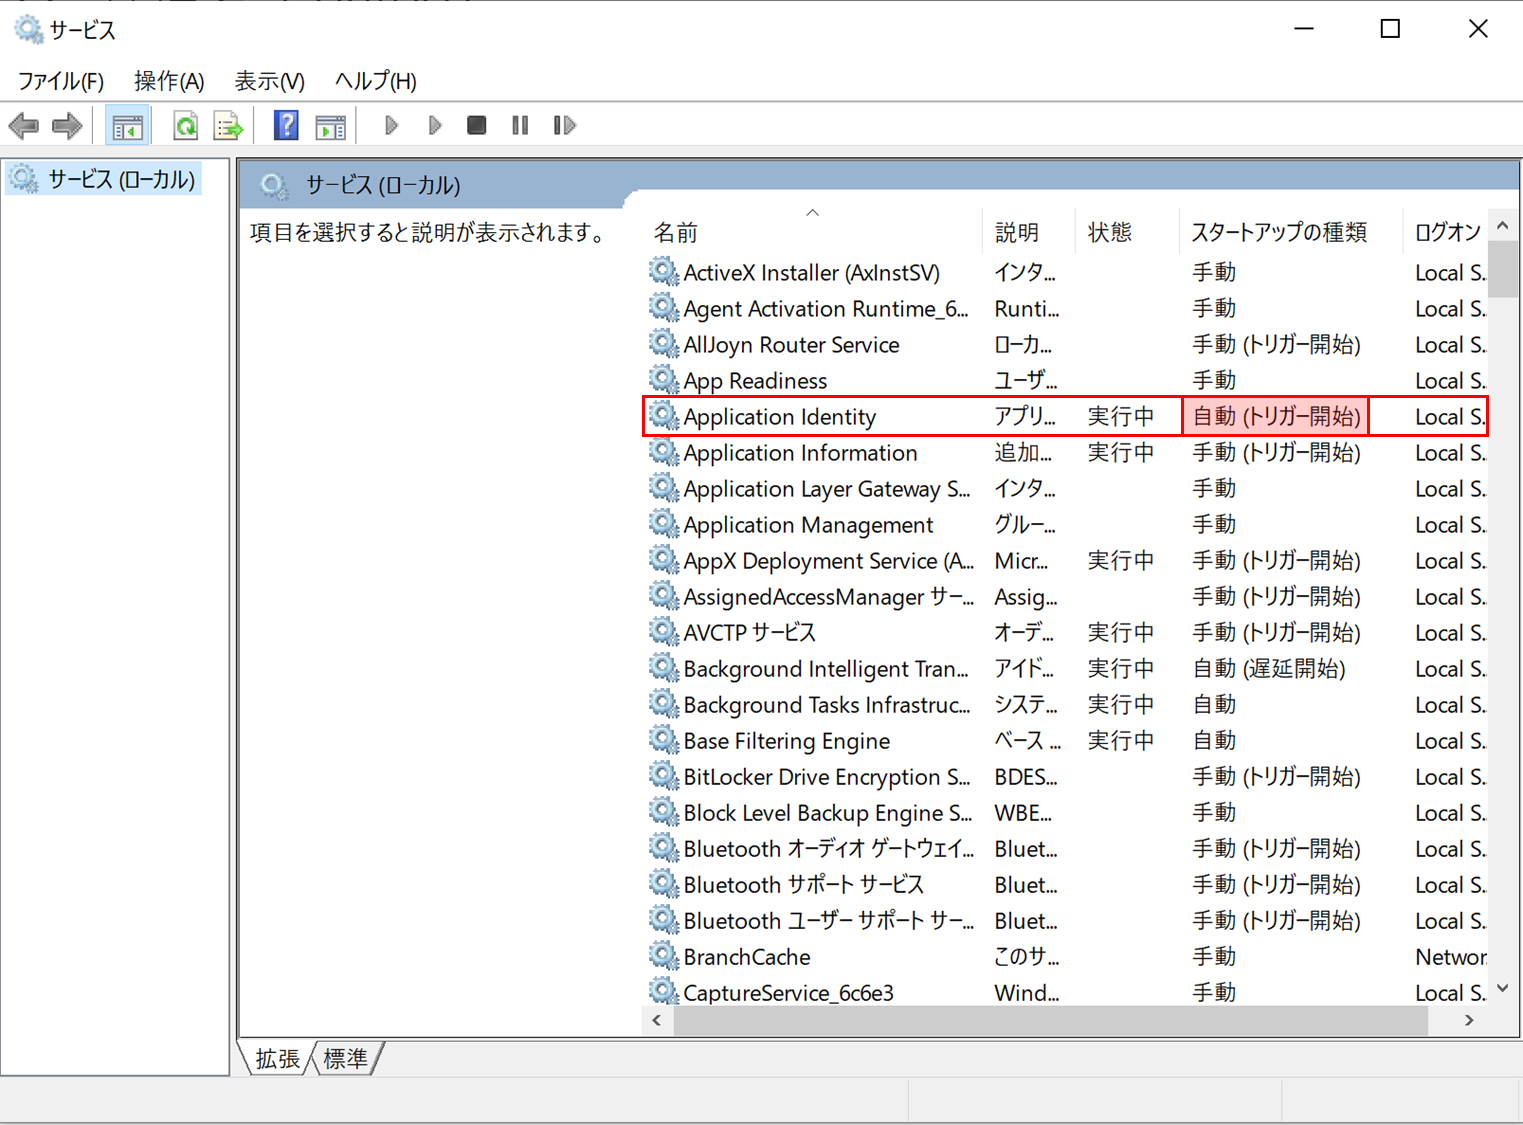 サービス
ファイル(F) 操作(A) 表示(V) ヘルプ(H)
サービス (ローカル)
サービス (ローカル)
項目を選択すると説明が表示されます。
名前 説明 状態 スタートアップの種類 ログオン
ActiveX Installer (AxInstSV) インタ... 手動 Local S..
Agent Activation Runtime_6... Runti... 手動 Local S..
AllJoyn Router Service ローカ... 手動 (トリガー開始) Local S..
App Readiness ユーザ... 手動 Local S..
Application Identity アプリ... 実行中 自動 (トリガー開始) Local S..
Application Information 追加... 実行中 手動 (トリガー開始) Local S..
Application Layer Gateway S... インタ... 手動 Local S..
Application Management グルー... 手動 Local S..
AppX Deployment Service (A... Micr... 実行中 手動 (トリガー開始) Local S..
AssignedAccessManager サー... Assig... 手動 (トリガー開始) Local S..
AVCTP サービス オーデ... 実行中 手動 (トリガー開始) Local S..
Background Intelligent Tran... アイド... 実行中 自動 (遅延開始) Local S..
Background Tasks Infrastruc... システ... 実行中 自動 Local S..
Base Filtering Engine ベース ... 実行中 自動 Local S..
BitLocker Drive Encryption S... BDES... 手動 (トリガー開始) Local S..
Block Level Backup Engine S... WBE... 手動 Local S..
Bluetooth オーディオ ゲートウェイ... Bluet... 手動 (トリガー開始) Local S..
Bluetooth サポート サービス Bluet... 手動 (トリガー開始) Local S..
Bluetooth ユーザー サポート サー... Bluet... 手動 (トリガー開始) Local S..
BranchCache このサ... 手動 Networ.
CaptureService_6c6e3 Wind... 手動 Local S..
拡張 標準